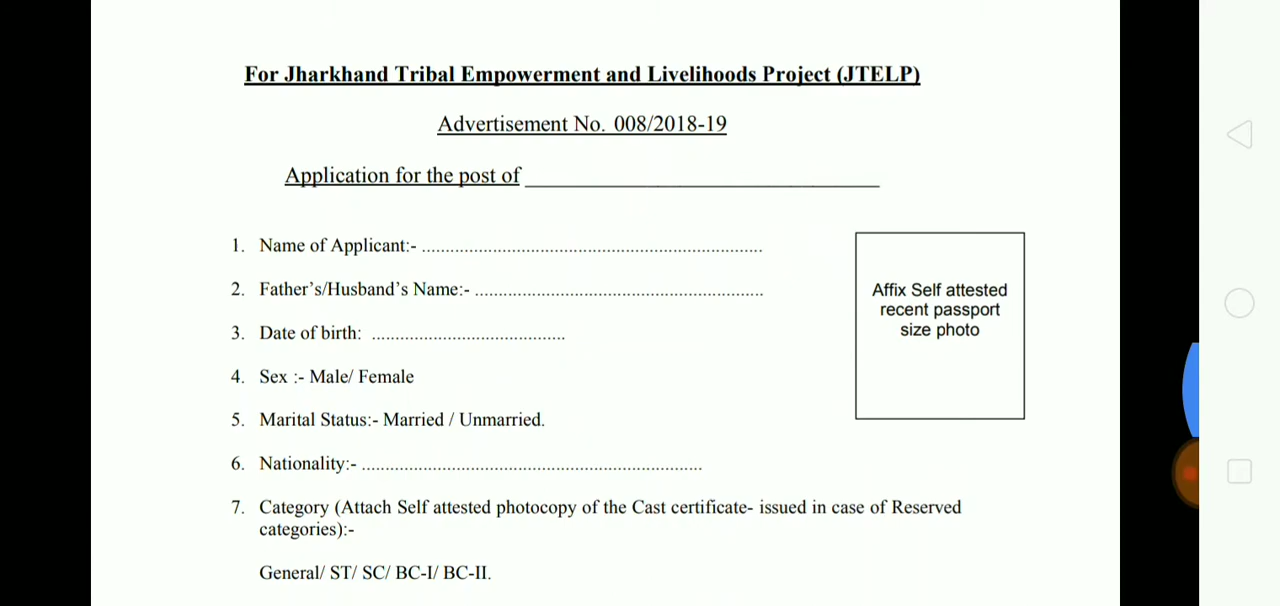 For Jharkhand Tribal Empowerment and Livelihoods Project (JTELP)
Advertisement No. 008/2018-19
Application for the post of ________________________________
1. Name of Applicant:- ........................................................................
2. Father's/Husband's Name:- .............................................................
3. Date of birth: .........................................
4. Sex :- Male/ Female
5. Marital Status:- Married / Unmarried.
6. Nationality:- ........................................................................
7. Category (Attach Self attested photocopy of the Cast certificate- issued in case of Reserved
categories):-
General/ ST/ SC/ BC-I/ BC-II.
Affix Self attested
recent passport
size photo